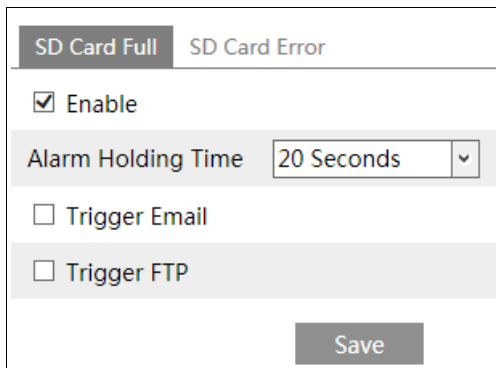 SD Card Full SD Card Error
Enable
Alarm Holding Time 20 Seconds
Trigger Email
Trigger FTP
Save